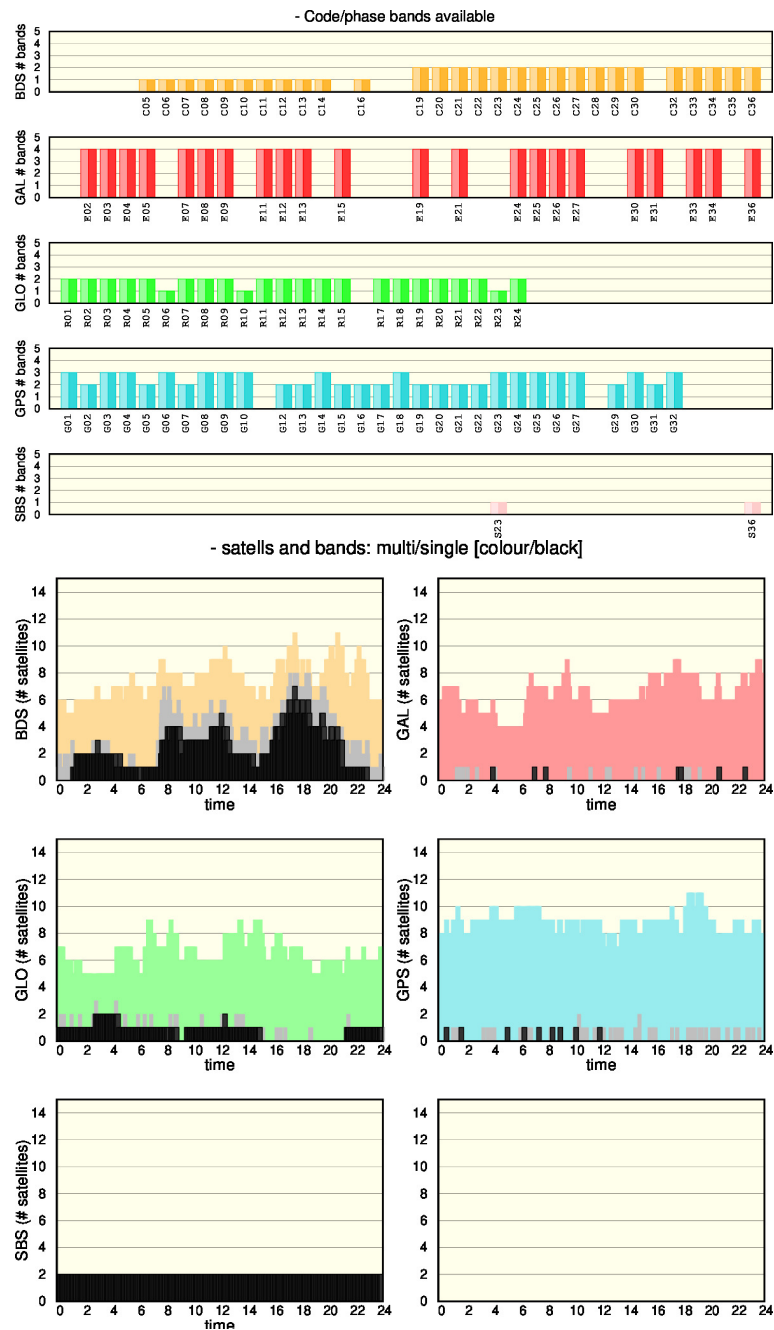 - Code/phase bands available
BDS # bands
5
4
3
2
1
0
C05 C06 C07 C08 C09 C10 C11 C12 C13 C14 C16 C19 C20 C21 C22 C23 C24 C25 C26 C27 C28 C29 C30 C32 C33 C34 C35 C36
GAL # bands
5
4
3
2
1
0
E02 E03 E04 E05 E07 E08 E09 E11 E12 E13 E15 E19 E21 E24 E25 E26 E27 E30 E31 E33 E34 E36
GLO # bands
5
4
3
2
1
0
R01 R02 R03 R04 R05 R06 R07 R08 R09 R10 R11 R12 R13 R14 R15 R17 R18 R19 R20 R21 R22 R23 R24
GPS # bands
5
4
3
2
1
0
G01 G02 G03 G04 G05 G06 G07 G08 G09 G10 G12 G13 G14 G15 G16 G17 G18 G19 G20 G21 G22 G23 G24 G25 G26 G27 G29 G30 G31 G32
SBS # bands
5
4
3
2
1
0
S23 S36
- satells and bands: multi/single [colour/black]
BDS (# satellites)
14
12
10
8
6
4
2
0
0 2 4 6 8 10 12 14 16 18 20 22 24
time
GAL (# satellites)
14
12
10
8
6
4
2
0
0 2 4 6 8 10 12 14 16 18 20 22 24
time
GLO (# satellites)
14
12
10
8
6
4
2
0
0 2 4 6 8 10 12 14 16 18 20 22 24
time
GPS (# satellites)
14
12
10
8
6
4
2
0
0 2 4 6 8 10 12 14 16 18 20 22 24
time
SBS (# satellites)
14
12
10
8
6
4
2
0
0 2 4 6 8 10 12 14 16 18 20 22 24
time
14
12
10
8
6
4
2
0
0 2 4 6 8 10 12 14 16 18 20 22 24